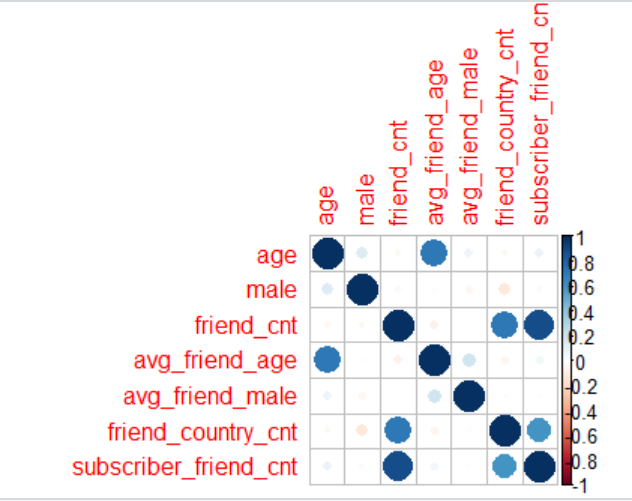 age
male
friend_cnt
avg_friend_age
avg_friend_male
friend_country_cnt
subscriber_friend_cn
age
male
friend_cnt
avg_friend_age
avg_friend_male
friend_country_cnt
subscriber_friend_cnt
1
0.8
0.6
0.4
0.2
0
-0.2
-0.4
-0.6
-0.8
-1